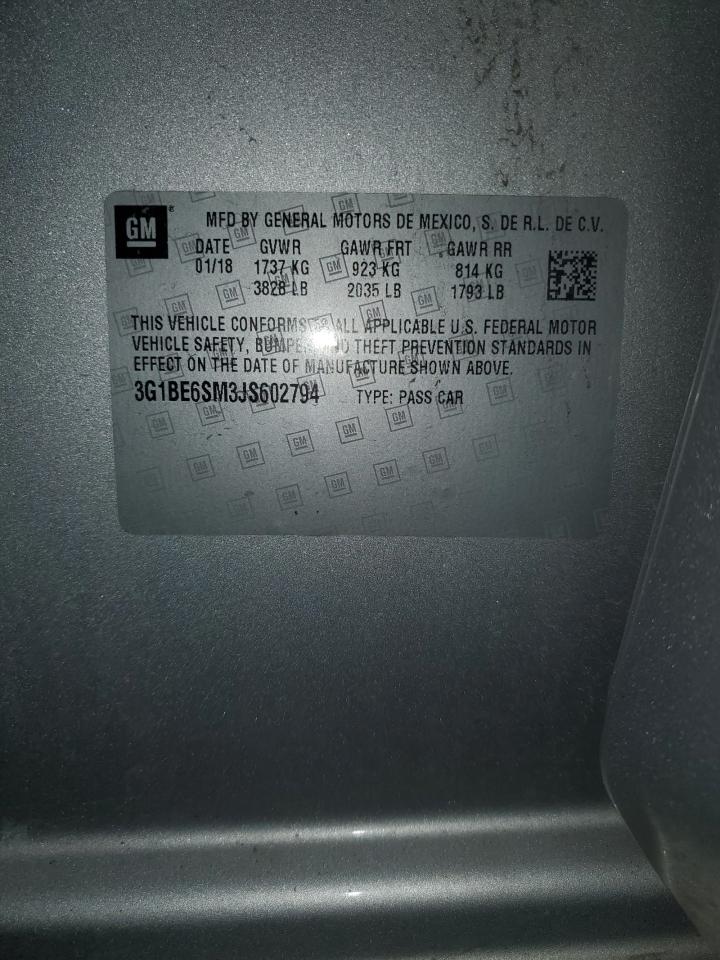 GM ®
MFD BY GENERAL MOTORS DE MEXICO, S. DE R.L. DE C.V.
DATE GVWR GAWR FRT GAWR RR
01/18 1737 KG 923 KG 814 KG
3828 LB 2035 LB 1793 LB
THIS VEHICLE CONFORMS ALL APPLICABLE U.S. FEDERAL MOTOR
VEHICLE SAFETY, BUMPER AND THEFT PREVENTION STANDARDS IN
EFFECT ON THE DATE OF MANUFACTURE SHOWN ABOVE.
3G1BE6SM3JS602794 TYPE: PASS CAR